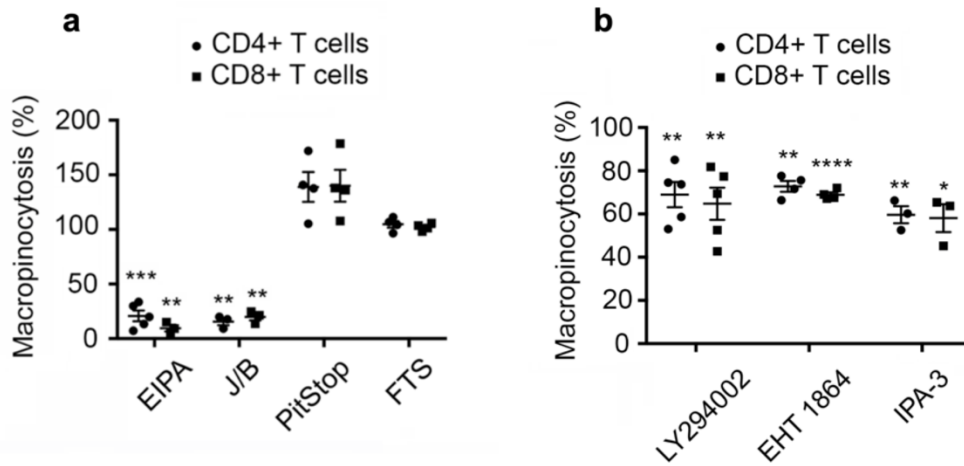 a
CD4+ T cells
CD8+ T cells
Macropinocytosis (%)
200
150
100
50
0
***
**
**
**
EIPA
J/B
PitStop
FTS
b
CD4+ T cells
CD8+ T cells
Macropinocytosis (%)
100
80
60
40
20
0
**
**
**
****
**
*
LY294002
EHT 1864
IPA-3